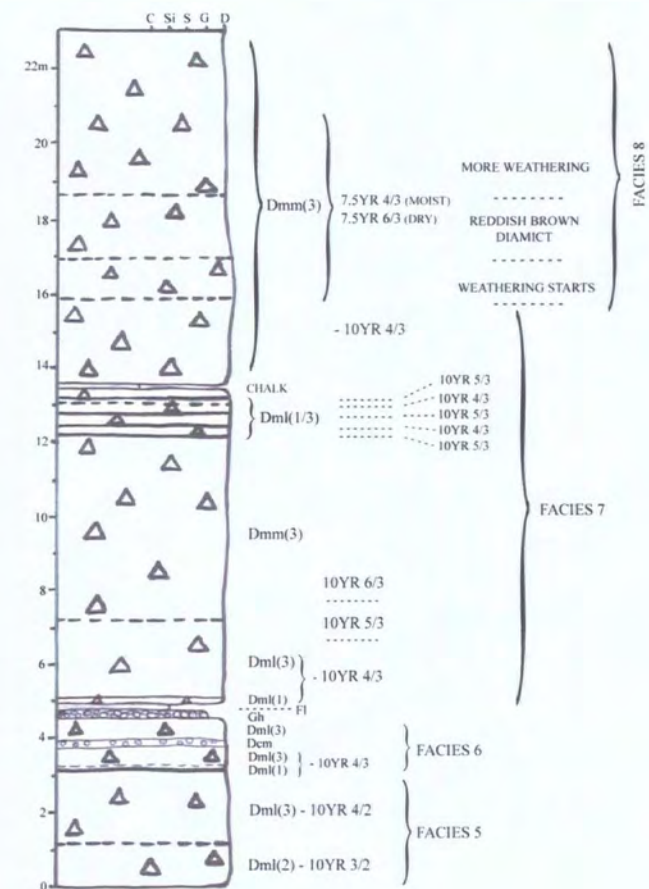 C Si S G D
22m
20
18
16
14
12
10
8
6
4
2
0
Dmm(3)
7.5YR 4/3 (MOIST)
7.5YR 6/3 (DRY)
MORE WEATHERING
REDDISH BROWN
DIAMICT
WEATHERING STARTS
FACIES 8
- 10YR 4/3
CHALK
Dml(1/3)
10YR 5/3
10YR 4/3
10YR 5/3
10YR 4/3
10YR 5/3
Dmm(3)
FACIES 7
10YR 6/3
10YR 5/3
Dml(3)
- 10YR 4/3
Dml(1)
Fl
Gh
Dml(3)
Dcm
Dml(3)
- 10YR 4/3
Dml(1)
FACIES 6
Dml(3) - 10YR 4/2
FACIES 5
Dml(2) - 10YR 3/2